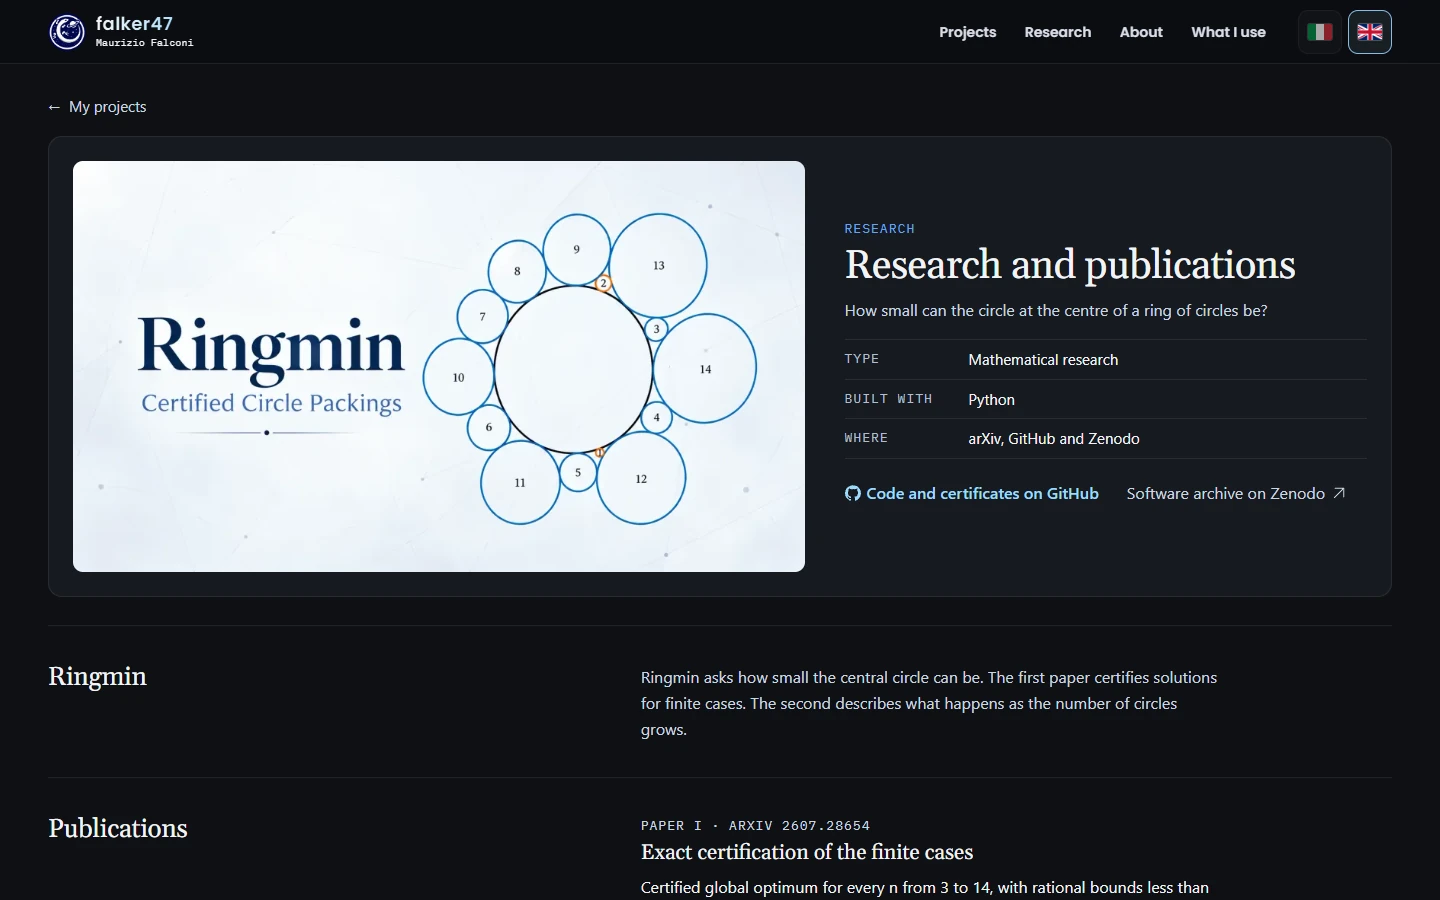 falker47
Maurizio Falconi
Projects
Research
About
What I use
← My projects
Ringmin
Certified Circle Packings
9
13
8
2
7
3
10
14
4
6
1
5
11
12
RESEARCH
Research and publications
How small can the circle at the centre of a ring of circles be?
TYPE Mathematical research
BUILT WITH Python
WHERE arXiv, GitHub and Zenodo
Code and certificates on GitHub
Software archive on Zenodo ↗
Ringmin
Ringmin asks how small the central circle can be. The first paper certifies solutions
for finite cases. The second describes what happens as the number of circles
grows.
Publications
PAPER I · ARXIV 2607.28654
Exact certification of the finite cases
Certified global optimum for every n from 3 to 14, with rational bounds less than